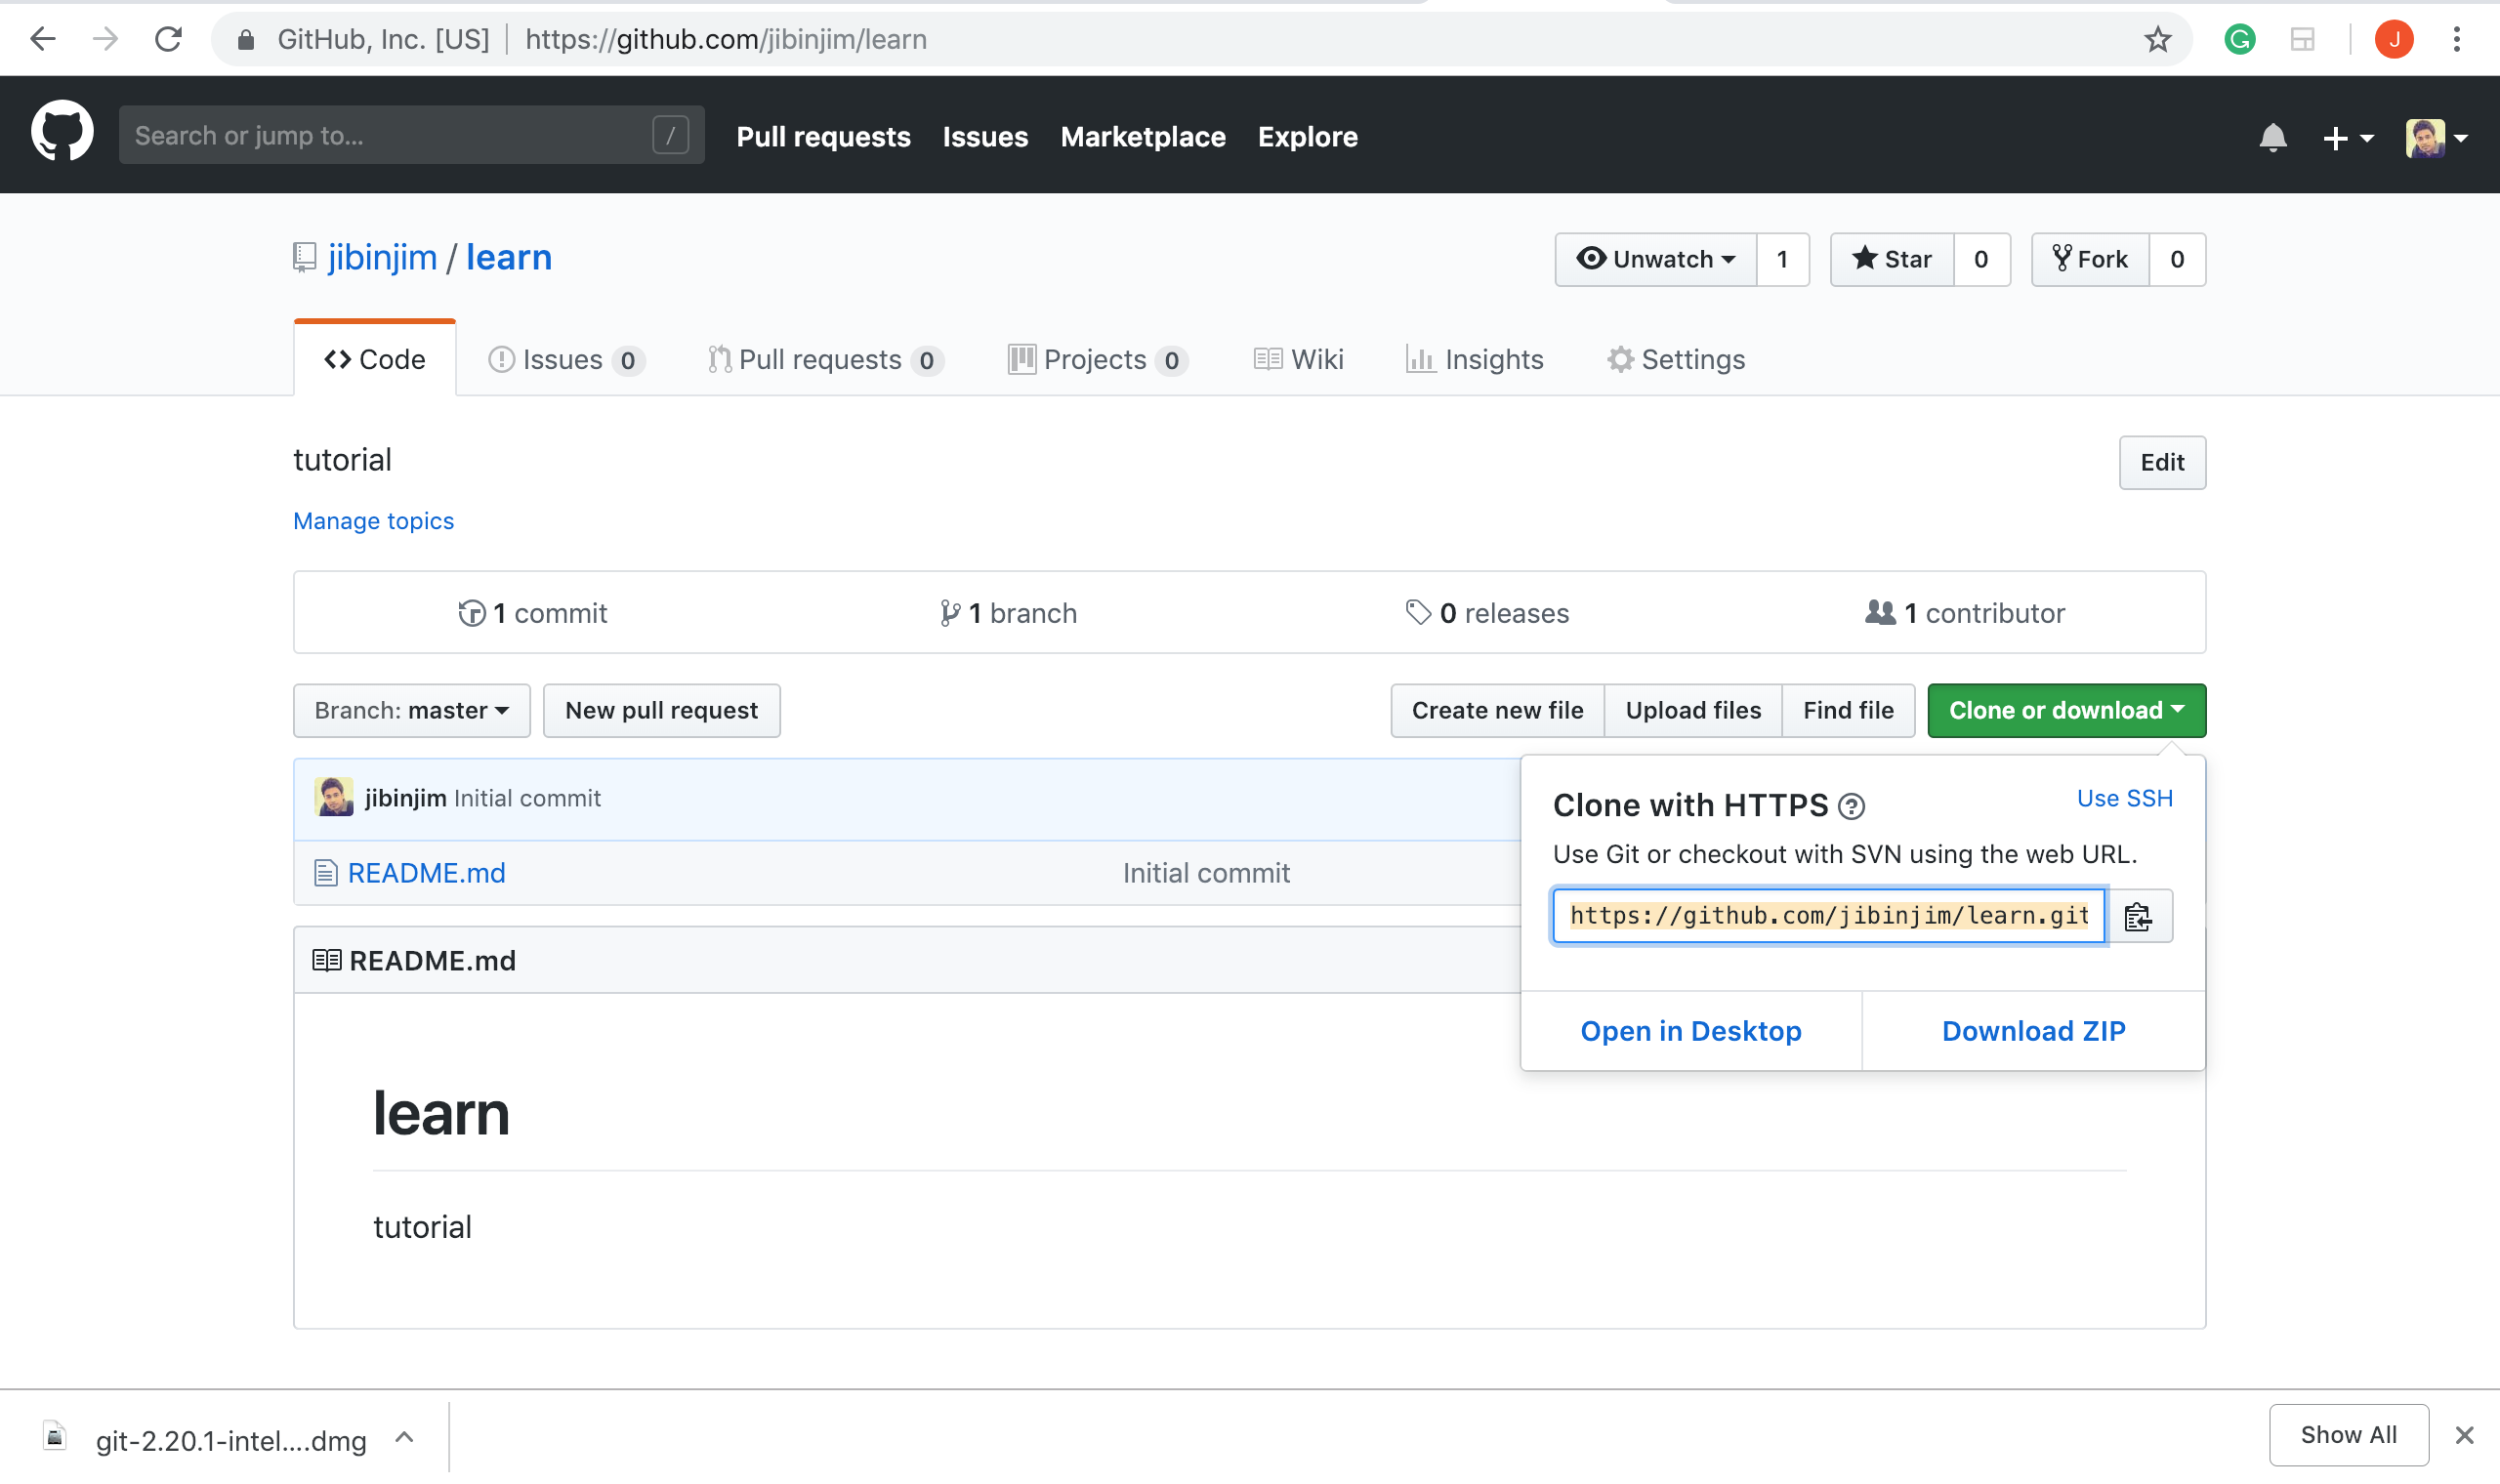 GitHub, Inc. [US] | https://github.com/jibinjim/learn
J
Search or jump to... /
Pull requests Issues Marketplace Explore
jibinjim / learn
Unwatch 1 Star 0 Fork 0
Code Issues 0 Pull requests 0 Projects 0 Wiki Insights Settings
tutorial
Edit
Manage topics
1 commit 1 branch 0 releases 1 contributor
Branch: master New pull request Create new file Upload files Find file Clone or download
jibinjim Initial commit
README.md Initial commit
Clone with HTTPS ?
Use SSH
Use Git or checkout with SVN using the web URL.
https://github.com/jibinjim/learn.git
Open in Desktop Download ZIP
README.md
learn
tutorial
git-2.20.1-intel....dmg
Show All